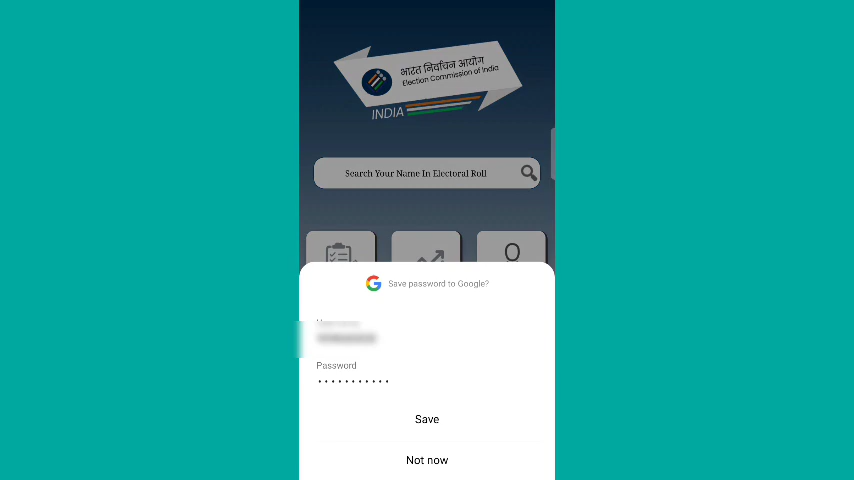 भारत निर्वाचन आयोग
Election Commission of India
INDIA
Search Your Name In Electoral Roll
Save password to Google?
Password
•••••••••••
Save
Not now